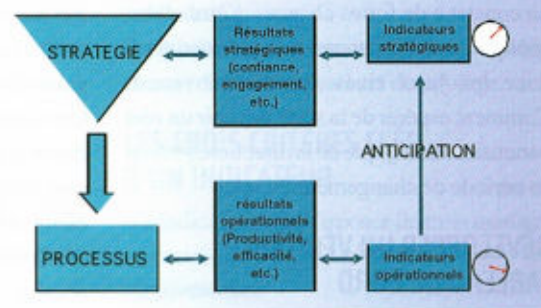 STRATEGIE
Résultats
stratégiques
(confiance,
engagement,
etc.)
Indicateurs
stratégiques
ANTICIPATION
PROCESSUS
résultats
opérationnels
(Productivité,
efficacité,
etc.)
Indicateurs
opérationnels